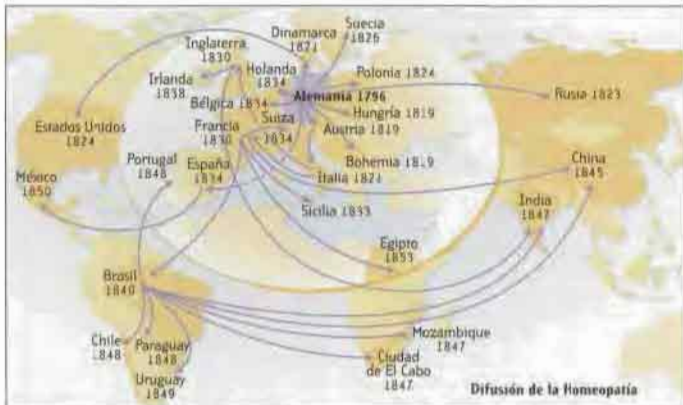 Suecia
1826
Dinamarca
1821
Inglaterra
1830
Holanda
1834
Polonia 1824
Irlanda
1838
Alemania 1796
Rusia 1823
Bélgica 1834
Hungría 1819
Estados Unidos
1824
Francia
1830
Suiza
1834
Austria 1819
Portugal
1848
España
1834
Bohemia 1819
China
1845
México
1850
Italia 1821
India
1847
Sicilia 1833
Egipto
1853
Brasil
1840
Chile
1848
Paraguay
1848
Mozambique
1847
Uruguay
1849
Ciudad
de El Cabo
1847
Difusión de la Homeopatía